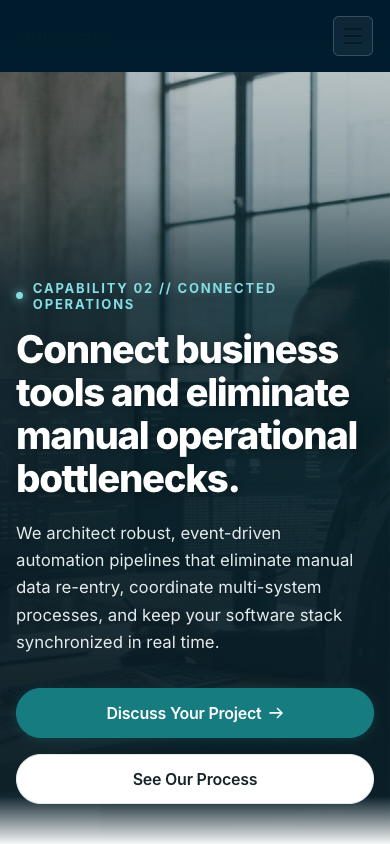 CAPABILITY 02 // CONNECTED
OPERATIONS
Connect business
tools and eliminate
manual operational
bottlenecks.
We architect robust, event-driven
automation pipelines that eliminate manual
data re-entry, coordinate multi-system
processes, and keep your software stack
synchronized in real time.
Discuss Your Project →
See Our Process